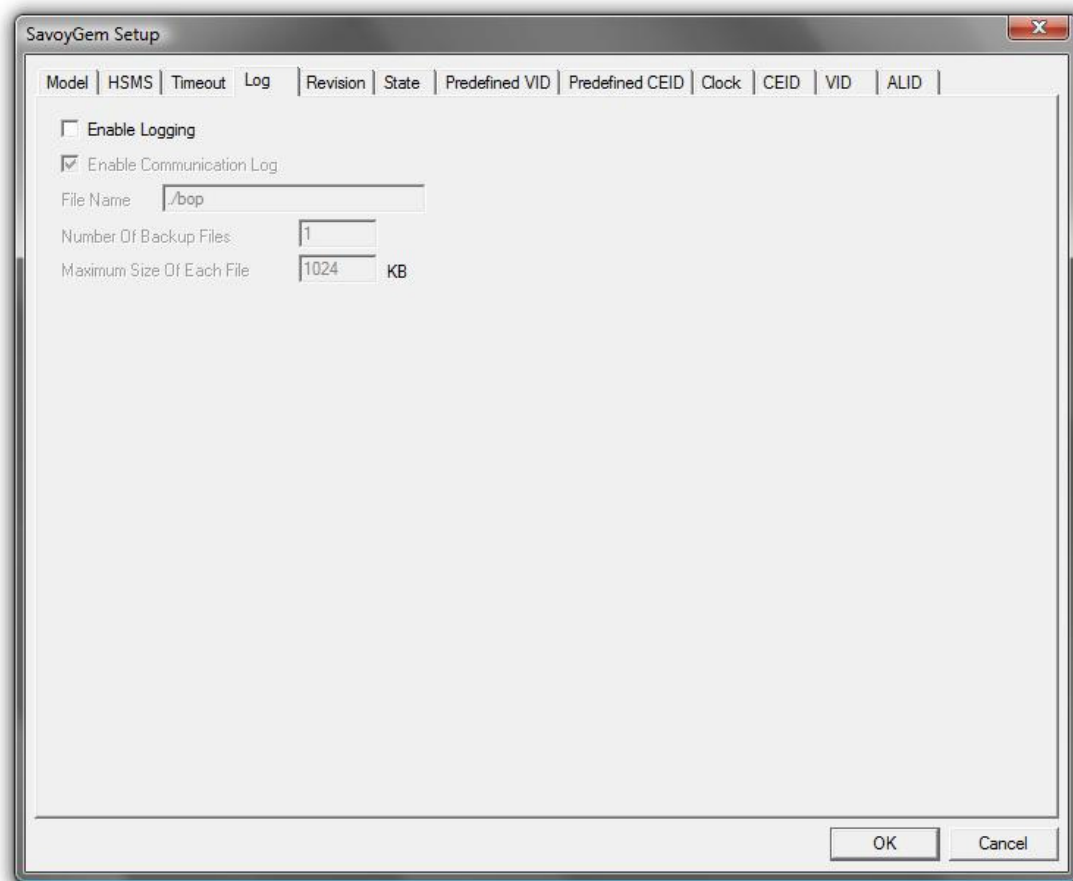 SavoyGem Setup
Model HSMS Timeout Log Revision State Predefined VID Predefined CEID Clock CEID VID ALID
Enable Logging
Enable Communication Log
File Name ./bop
Number Of Backup Files 1
Maximum Size Of Each File 1024 KB
OK Cancel